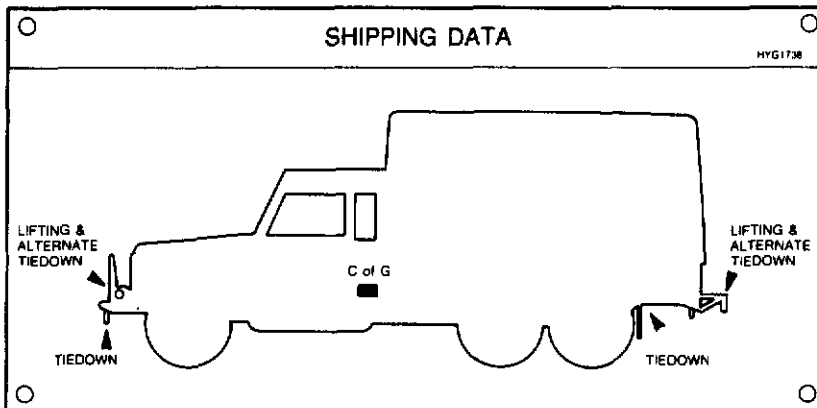 SHIPPING DATA
HYG1738
LIFTING &
ALTERNATE
TIEDOWN
C of G
LIFTING &
ALTERNATE
TIEDOWN
TIEDOWN
TIEDOWN